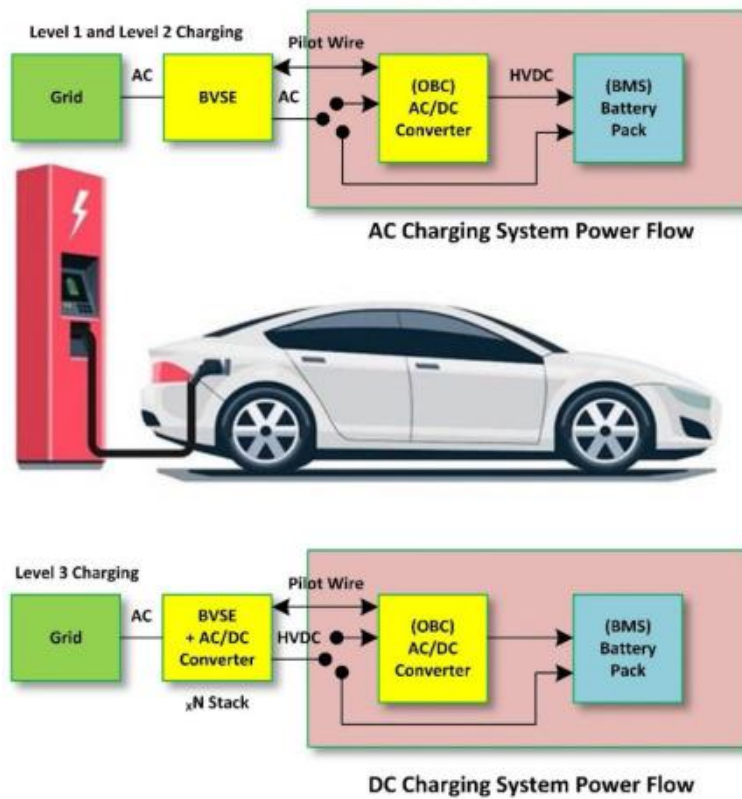 Level 1 and Level 2 Charging
Pilot Wire
Grid
AC
BVSE
AC
(OBC)
AC/DC
Converter
HVDC
(BMS)
Battery
Pack
AC Charging System Power Flow
Level 3 Charging
Pilot Wire
Grid
AC
BVSE
+ AC/DC
Converter
HVDC
(OBC)
AC/DC
Converter
(BMS)
Battery
Pack
xN Stack
DC Charging System Power Flow